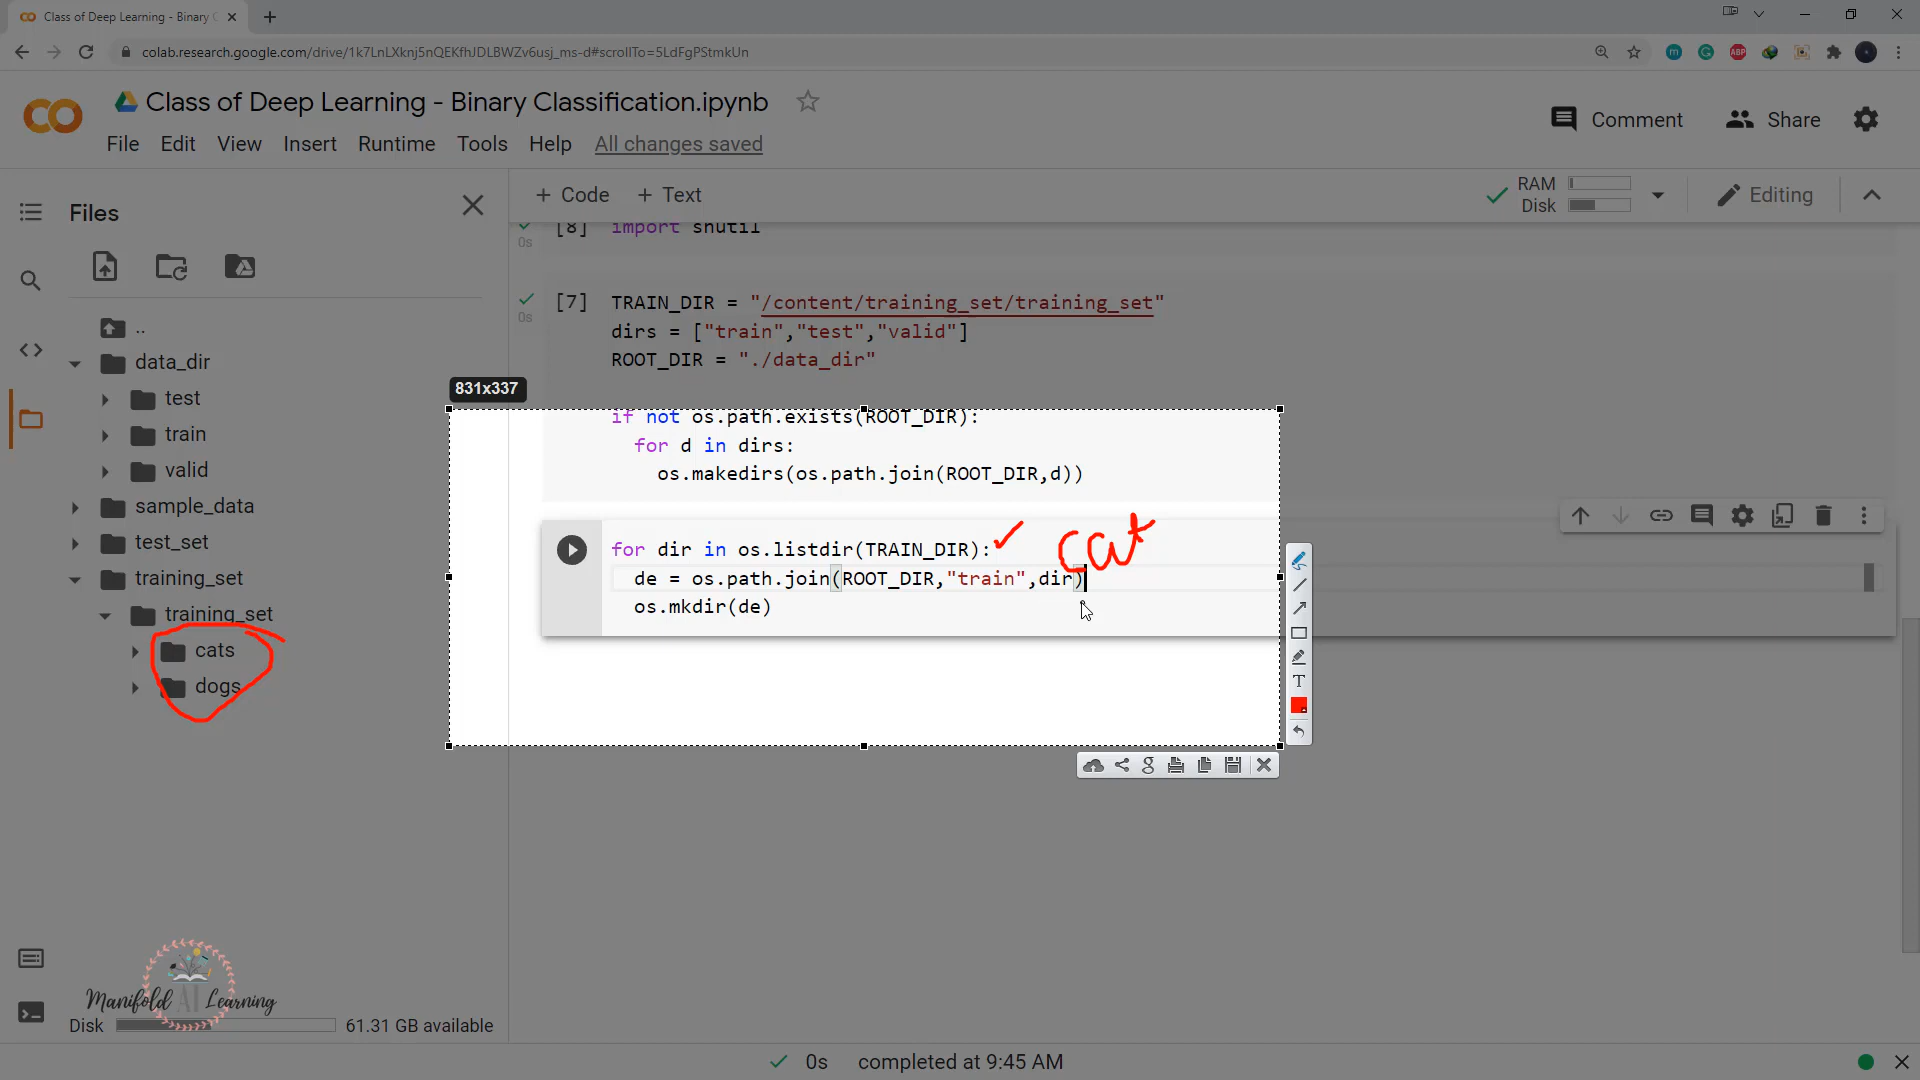 Class of Deep Learning - Binary C
colab.research.google.com/drive/1k7LnLXknj5nQEKfhJDLBWZv6usj_ms-d#scrollTo=5LdFgPStmkUn
Class of Deep Learning - Binary Classification.ipynb
Comment
Share
File Edit View Insert Runtime Tools Help All changes saved
Files
+ Code + Text
RAM
Disk
Editing
[8] import shutil
0s
[7] TRAIN_DIR = "/content/training_set/training_set"
0s
dirs = ["train","test","valid"]
ROOT_DIR = "./data_dir"
831x337
if not os.path.exists(ROOT_DIR):
for d in dirs:
os.makedirs(os.path.join(ROOT_DIR,d))
cat
for dir in os.listdir(TRAIN_DIR):
de = os.path.join(ROOT_DIR,"train",dir)
os.mkdir(de)
..
data_dir
test
train
valid
sample_data
test_set
training_set
training_set
cats
dogs
Manifold AI Learning
Disk 61.31 GB available
0s completed at 9:45 AM